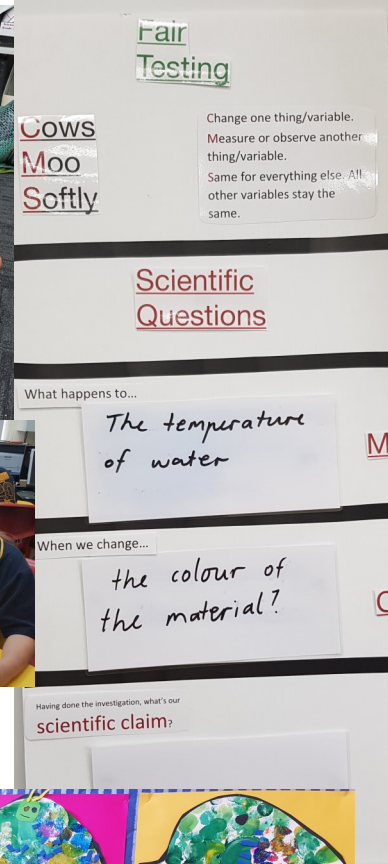 Fair
Testing
Cows
Moo
Softly
Change one thing/variable.
Measure or observe another
thing/variable.
Same for everything else. All
other variables stay the
same.
Scientific
Questions
What happens to...
The temperature
of water
M
When we change...
the colour of
the material?
C
Having done the investigation, what's our
scientific claim?